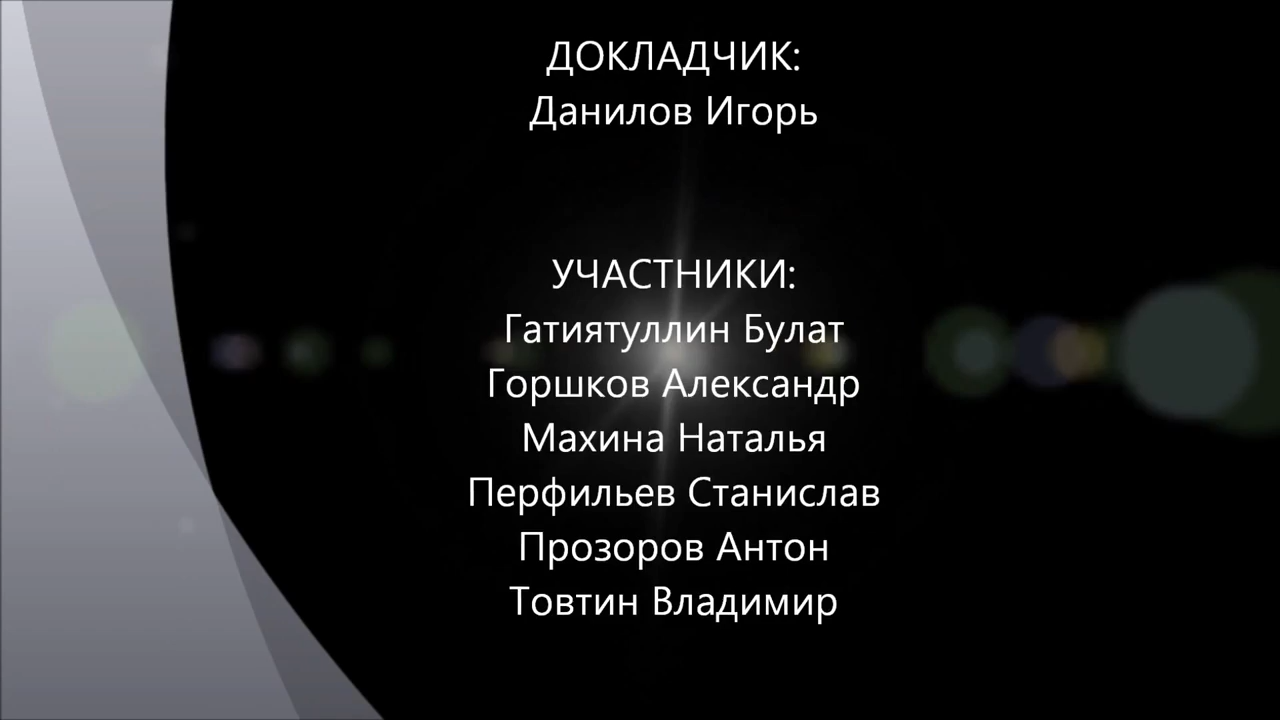 ДОКЛАДЧИК:
Данилов Игорь
УЧАСТНИКИ:
Гатиятуллин Булат
Горшков Александр
Махина Наталья
Перфильев Станислав
Прозоров Антон
Товтин Владимир